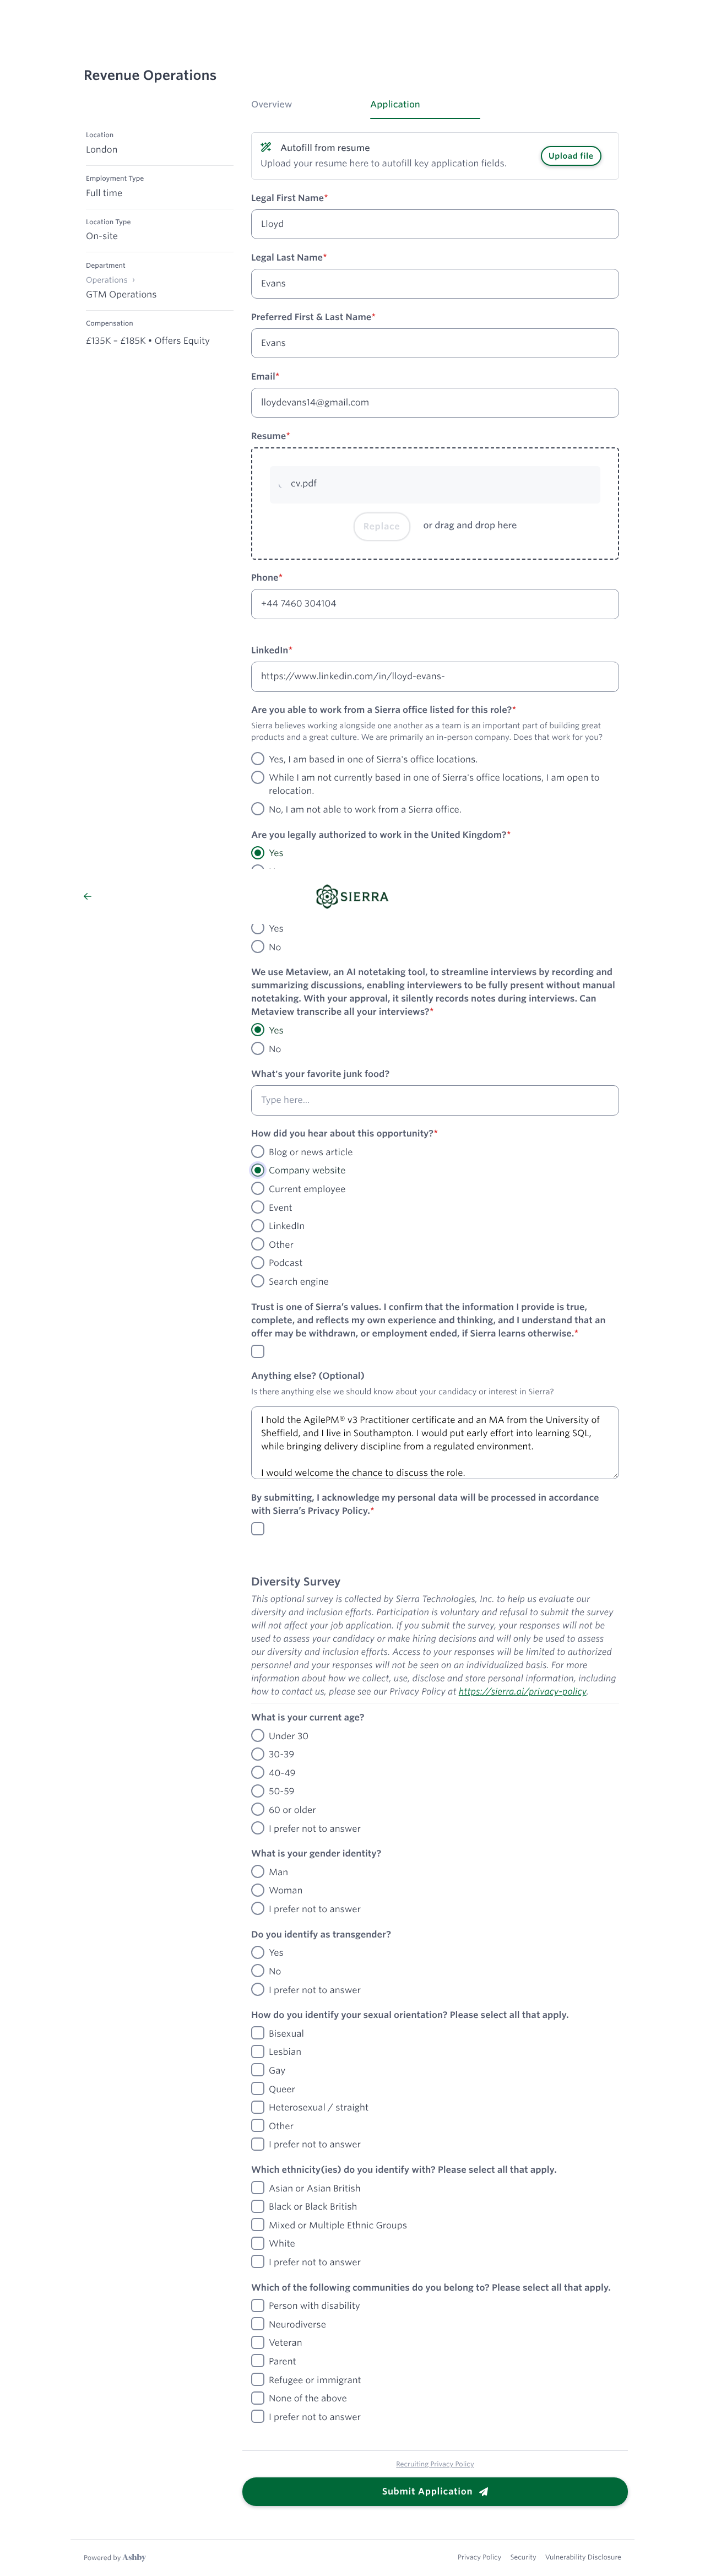 Revenue Operations
Overview
Application
Location
London
Employment Type
Full time
Location Type
On-site
Department
Operations ›
GTM Operations
Compensation
£135K – £185K • Offers Equity
Autofill from resume
Upload your resume here to autofill key application fields.
Upload file
Legal First Name*
Lloyd
Legal Last Name*
Evans
Preferred First & Last Name*
Evans
Email*
lloydevans14@gmail.com
Resume*
cv.pdf
Replace
or drag and drop here
Phone*
+44 7460 304104
LinkedIn*
https://www.linkedin.com/in/lloyd-evans-
Are you able to work from a Sierra office listed for this role?*
Sierra believes working alongside one another as a team is an important part of building great
products and a great culture. We are primarily an in-person company. Does that work for you?
Yes, I am based in one of Sierra's office locations.
While I am not currently based in one of Sierra's office locations, I am open to
relocation.
No, I am not able to work from a Sierra office.
Are you legally authorized to work in the United Kingdom?*
Yes
SIERRA
Yes
No
We use Metaview, an AI notetaking tool, to streamline interviews by recording and
summarizing discussions, enabling interviewers to be fully present without manual
notetaking. With your approval, it silently records notes during interviews. Can
Metaview transcribe all your interviews?*
Yes
No
What's your favorite junk food?
Type here...
How did you hear about this opportunity?*
Blog or news article
Company website
Current employee
Event
LinkedIn
Other
Podcast
Search engine
Trust is one of Sierra's values. I confirm that the information I provide is true,
complete, and reflects my own experience and thinking, and I understand that an
offer may be withdrawn, or employment ended, if Sierra learns otherwise.*
Anything else? (Optional)
Is there anything else we should know about your candidacy or interest in Sierra?
I hold the AgilePM® v3 Practitioner certificate and an MA from the University of
Sheffield, and I live in Southampton. I would put early effort into learning SQL,
while bringing delivery discipline from a regulated environment.
I would welcome the chance to discuss the role.
By submitting, I acknowledge my personal data will be processed in accordance
with Sierra's Privacy Policy.*
Diversity Survey
This optional survey is collected by Sierra Technologies, Inc. to help us evaluate our
diversity and inclusion efforts. Participation is voluntary and refusal to submit the survey
will not affect your job application. If you submit the survey, your responses will not be
used to assess your candidacy or make hiring decisions and will only be used to assess
our diversity and inclusion efforts. Access to your responses will be limited to authorized
personnel and your responses will not be seen on an individualized basis. For more
information about how we collect, use, disclose and store personal information, including
how to contact us, please see our Privacy Policy at https://sierra.ai/privacy-policy.
What is your current age?
Under 30
30-39
40-49
50-59
60 or older
I prefer not to answer
What is your gender identity?
Man
Woman
I prefer not to answer
Do you identify as transgender?
Yes
No
I prefer not to answer
How do you identify your sexual orientation? Please select all that apply.
Bisexual
Lesbian
Gay
Queer
Heterosexual / straight
Other
I prefer not to answer
Which ethnicity(ies) do you identify with? Please select all that apply.
Asian or Asian British
Black or Black British
Mixed or Multiple Ethnic Groups
White
I prefer not to answer
Which of the following communities do you belong to? Please select all that apply.
Person with disability
Neurodiverse
Veteran
Parent
Refugee or immigrant
None of the above
I prefer not to answer
Recruiting Privacy Policy
Submit Application
Powered by Ashby
Privacy Policy
Security
Vulnerability Disclosure